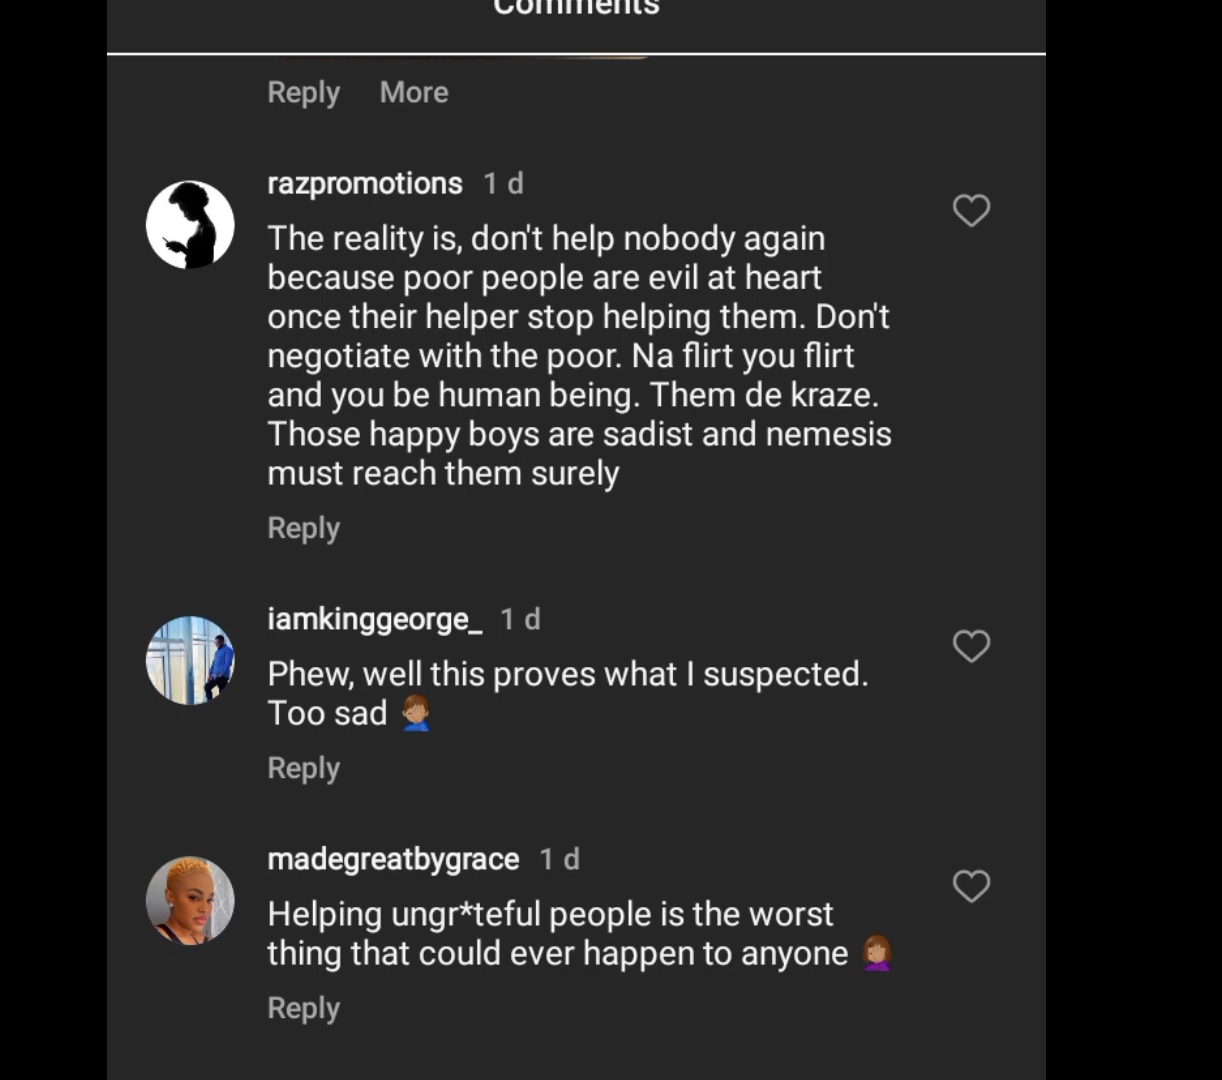 Comments
Reply More
razpromotions 1 d
The reality is, don't help nobody again
because poor people are evil at heart
once their helper stop helping them. Don't
negotiate with the poor. Na flirt you flirt
and you be human being. Them de kraze.
Those happy boys are sadist and nemesis
must reach them surely
Reply
iamkinggeorge_ 1 d
Phew, well this proves what I suspected.
Too sad 🤦🏽‍♂️
Reply
madegreatbygrace 1 d
Helping ungr*teful people is the worst
thing that could ever happen to anyone 🤦🏽‍♀️
Reply